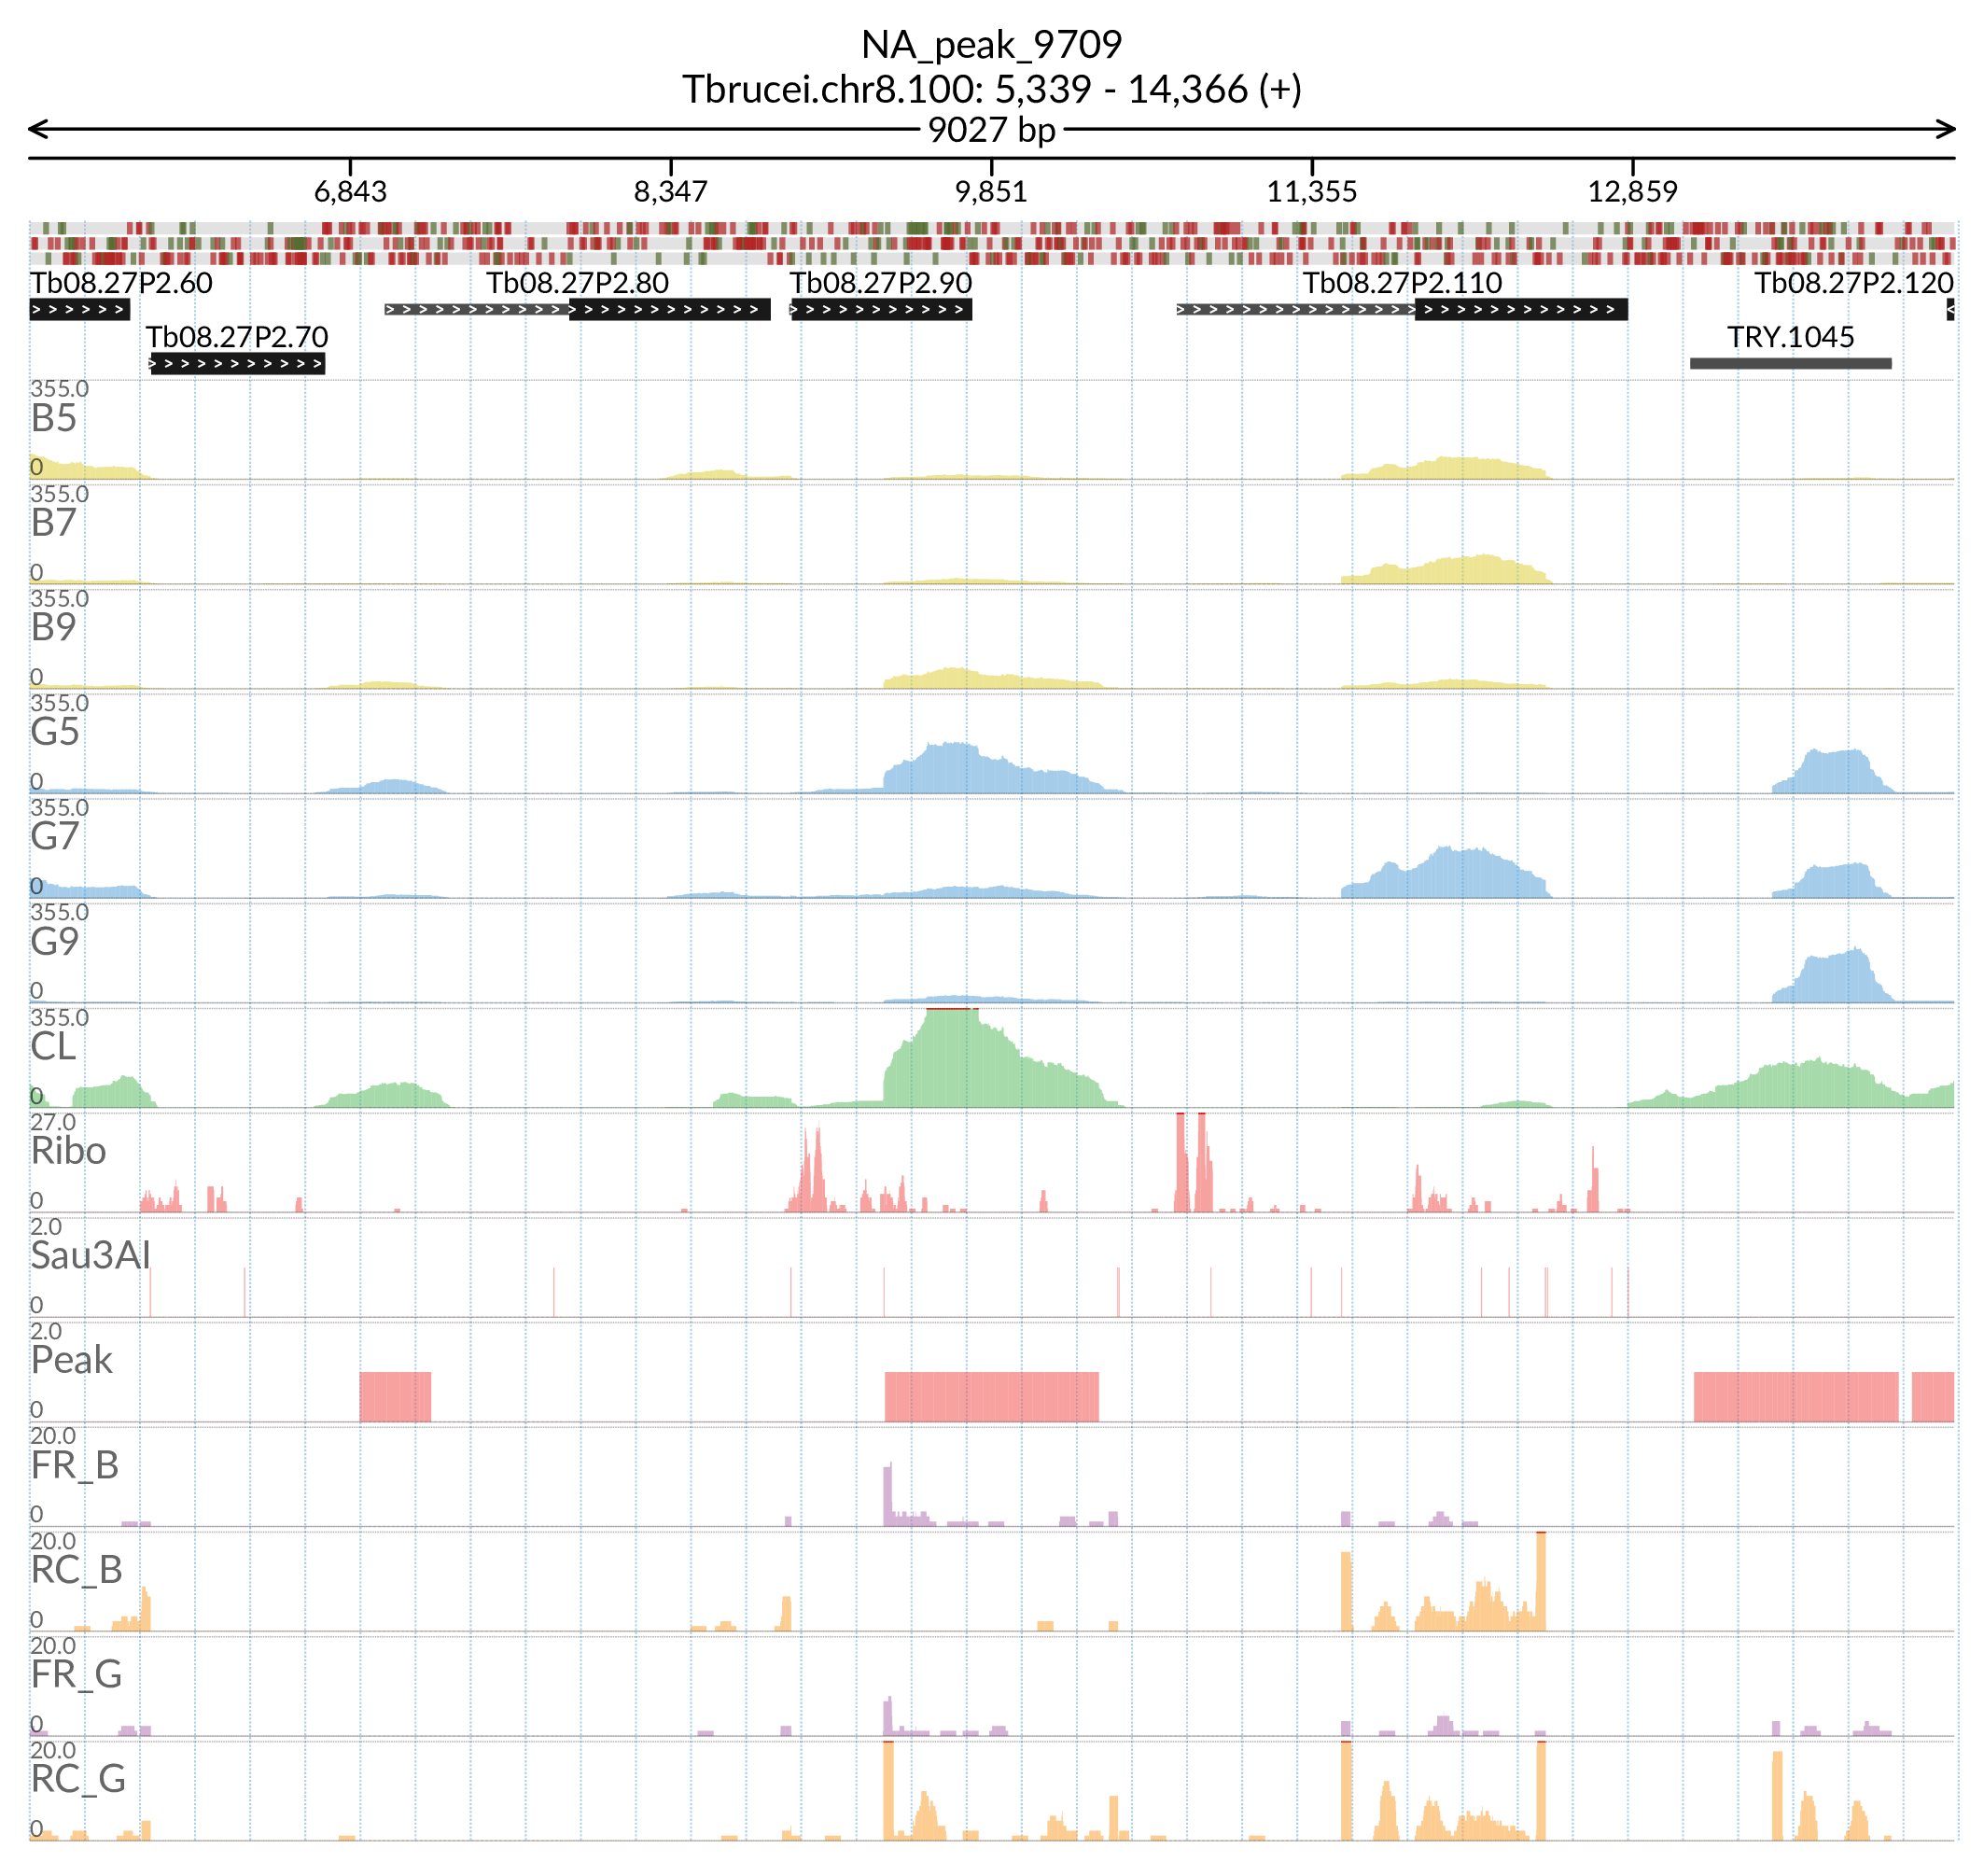 NA_peak_9709
Tbrucei.chr8.100: 5,339 - 14,366 (+)
9027 bp
6,843 8,347 9,851 11,355 12,859
Tb08.27P2.60 Tb08.27P2.80 Tb08.27P2.90 Tb08.27P2.110 Tb08.27P2.120
Tb08.27P2.70 TRY.1045
355.0
B5
0
355.0
B7
0
355.0
B9
0
355.0
G5
0
355.0
G7
0
355.0
G9
0
355.0
CL
0
27.0
Ribo
0
2.0
Sau3AI
0
2.0
Peak
0
20.0
FR_B
0
20.0
RC_B
0
20.0
FR_G
0
20.0
RC_G
0